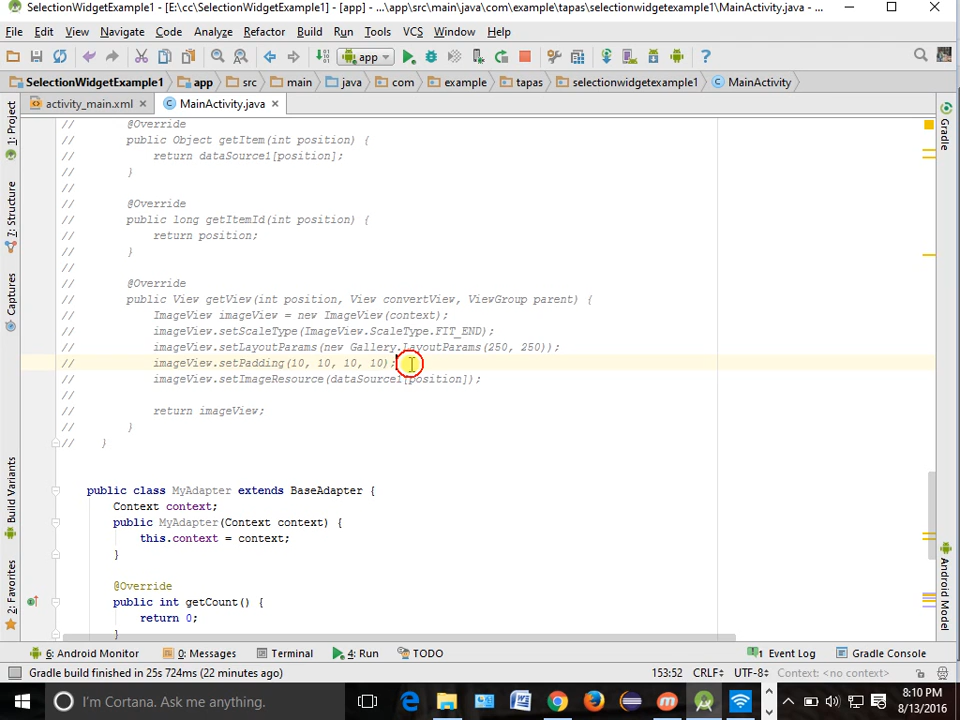 SelectionWidgetExample1 - [E:\cc\SelectionWidgetExample1] - [app] - ...\app\src\main\java\com\example\tapas\selectionwidgetexample1\MainActivity.java - ...
File Edit View Navigate Code Analyze Refactor Build Run Tools VCS Window Help
app
SelectionWidgetExample1 app src main java com example tapas selectionwidgetexample1 MainActivity
activity_main.xml MainActivity.java
// @Override
// public Object getItem(int position) {
// return dataSource1[position];
// }
//
// @Override
// public long getItemId(int position) {
// return position;
// }
//
// @Override
// public View getView(int position, View convertView, ViewGroup parent) {
// ImageView imageView = new ImageView(context);
// imageView.setScaleType(ImageView.ScaleType.FIT_END);
// imageView.setLayoutParams(new Gallery.LayoutParams(250, 250));
// imageView.setPadding(10, 10, 10, 10);
// imageView.setImageResource(dataSource1[position]);
//
// return imageView;
// }
// }
public class MyAdapter extends BaseAdapter {
Context context;
public MyAdapter(Context context) {
this.context = context;
}
@Override
public int getCount() {
return 0;
}
1: Project
7: Structure
Captures
Build Variants
2: Favorites
Gradle
Android Model
6: Android Monitor 0: Messages Terminal 4: Run TODO 1 Event Log Gradle Console
Gradle build finished in 25s 724ms (22 minutes ago) 153:52 CRLF UTF-8 Context: <no context>
I'm Cortana. Ask me anything.
8:10 PM
8/13/2016